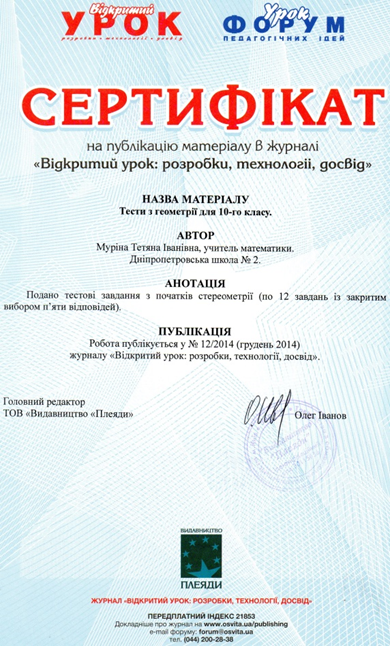 Відкритий
УРОК
розробки • технології • досвід
Урок
ФОРУМ
ПЕДАГОГІЧНИХ ІДЕЙ
СЕРТИФІКАТ
на публікацію матеріалу в журналі
«Відкритий урок: розробки, технології, досвід»
НАЗВА МАТЕРІАЛУ
Тести з геометрії для 10-го класу.
АВТОР
Муріна Тетяна Іванівна, учитель математики.
Дніпропетровська школа № 2.
АНОТАЦІЯ
Подано тестові завдання з початків стереометрії (по 12 завдань із закритим
вибором п’яти відповідей).
ПУБЛІКАЦІЯ
Робота публікується у № 12/2014 (грудень 2014)
журналу «Відкритий урок: розробки, технології, досвід».
Головний редактор
ТОВ «Видавництво «Плеяди»
Олег Іванов
ВИДАВНИЦТВО
ПЛЕЯДИ
ЖУРНАЛ «ВІДКРИТИЙ УРОК: РОЗРОБКИ, ТЕХНОЛОГІЇ, ДОСВІД»
ПЕРЕДПЛАТНИЙ ІНДЕКС 21853
Докладніше про журнал на www.osvita.ua/publishing
e-mail форуму: forum@osvita.ua
тел. (044) 200-28-38